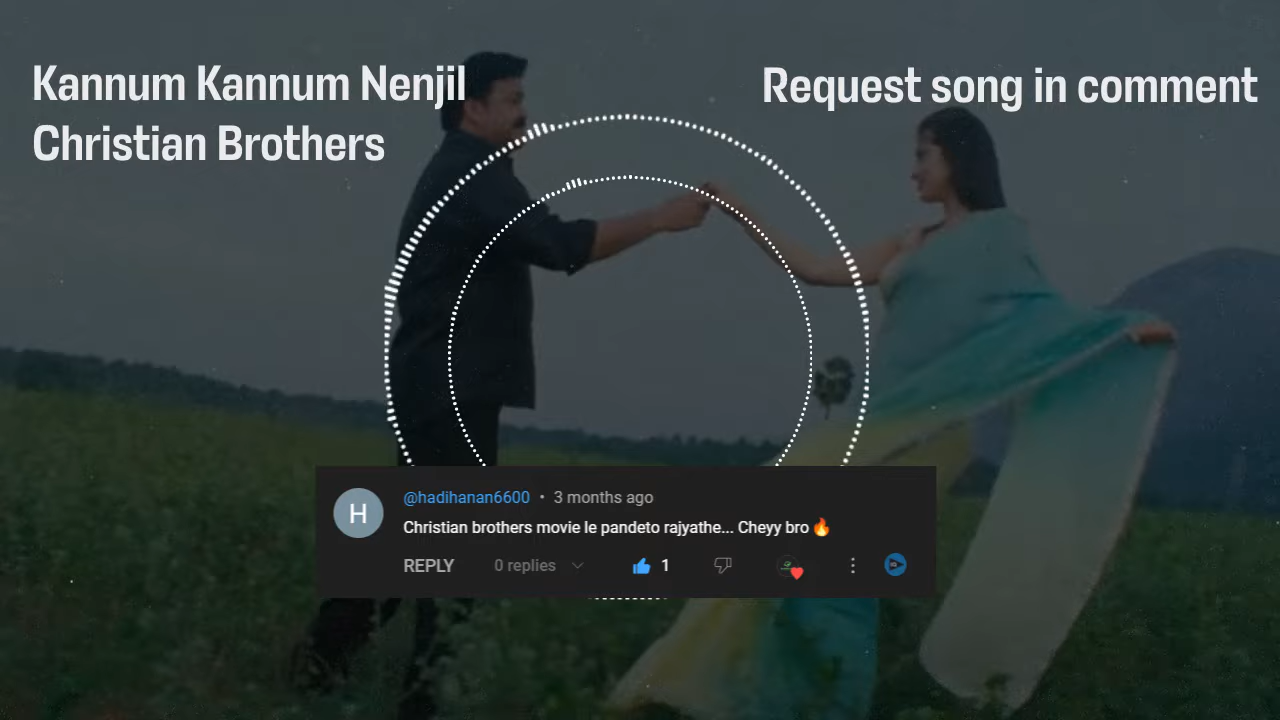 Kannum Kannum Nenjil
Christian Brothers
Request song in comment
H
@hadihanan6600 • 3 months ago
Christian brothers movie le pandeto rajyathe... Cheyy bro🔥
REPLY 0 replies 1